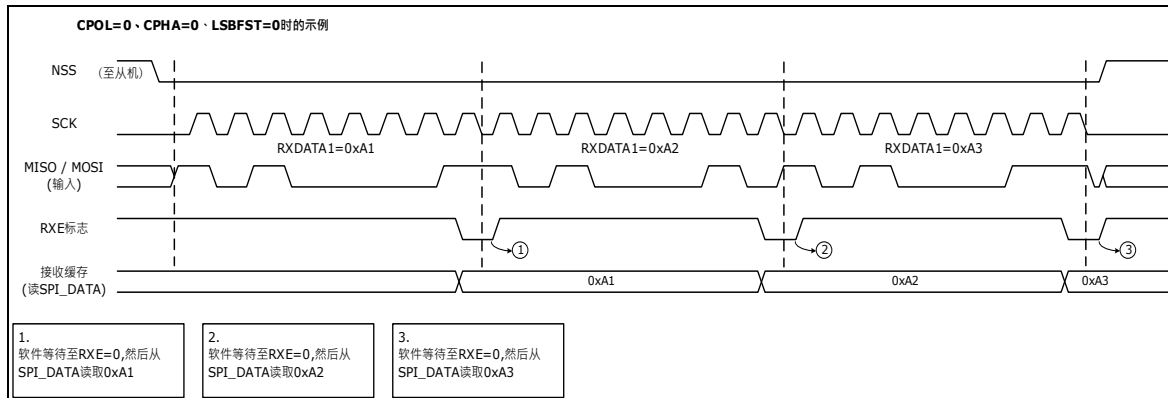 CPOL=0、CPHA=0、LSBFST=0时的示例
NSS (至从机)
SCK
RXDATA1=0xA1 RXDATA1=0xA2 RXDATA1=0xA3
MISO / MOSI
(输入)
RXE标志
1 2 3
接收缓存
(读SPI_DATA)
0xA1 0xA2 0xA3
1.
软件等待至RXE=0,然后从
SPI_DATA读取0xA1
2.
软件等待至RXE=0,然后从
SPI_DATA读取0xA2
3.
软件等待至RXE=0,然后从
SPI_DATA读取0xA3